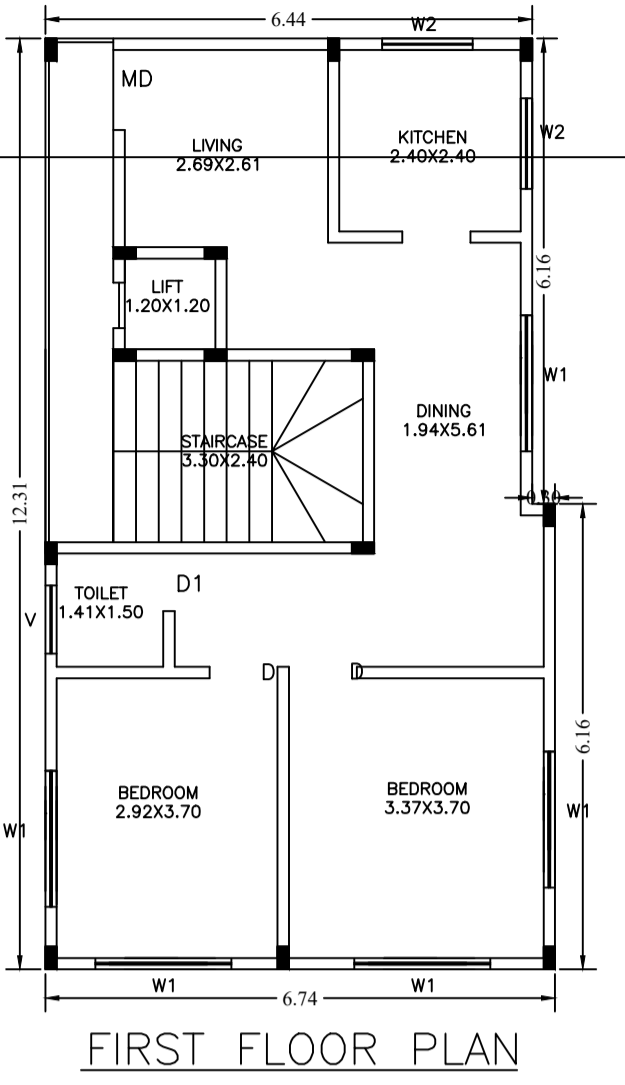 6.44
W2
MD
LIVING
2.69X2.61
KITCHEN
2.40X2.40
W2
6.16
LIFT
1.20X1.20
W1
DINING
1.94X5.61
STAIRCASE
3.30X2.40
12.31
0.30
TOILET
1.41X1.50
D1
V
D
D
6.16
BEDROOM
2.92X3.70
BEDROOM
3.37X3.70
W1
W1
W1
W1
6.74
FIRST FLOOR PLAN